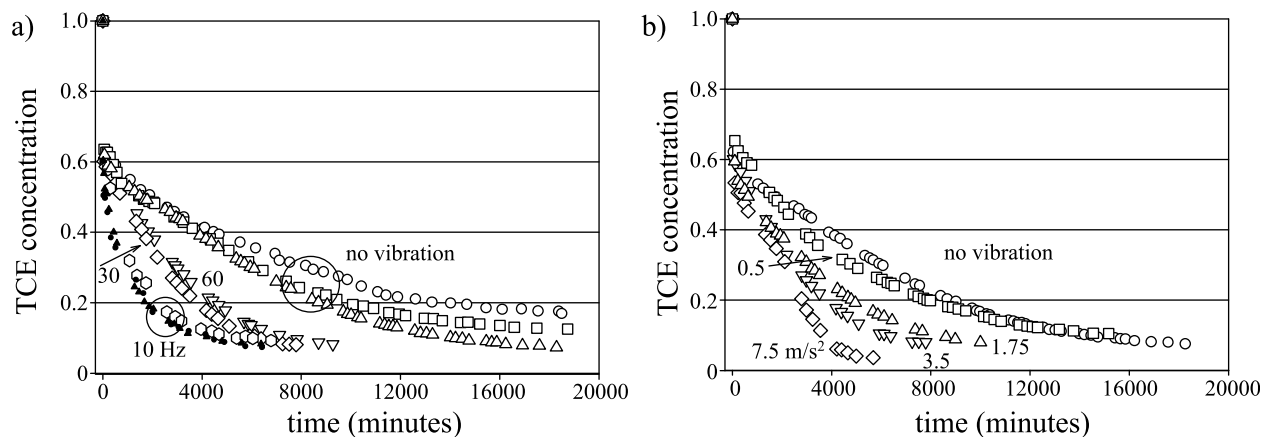 a)
TCE concentration
1.0
0.8
0.6
0.4
0.2
0
no vibration
30
60
10 Hz
0 4000 8000 12000 16000 20000
time (minutes)
b)
TCE concentration
1.0
0.8
0.6
0.4
0.2
0
no vibration
0.5
7.5 m/s²
3.5
1.75
0 4000 8000 12000 16000 20000
time (minutes)